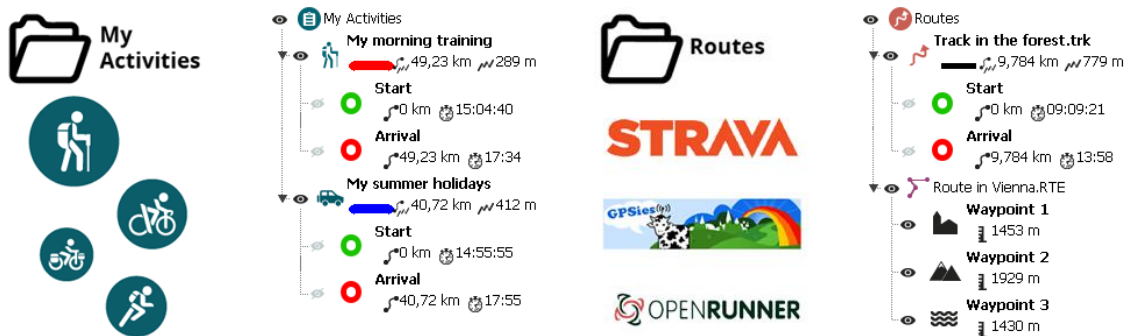 My
Activities
My Activities
My morning training
49,23 km 289 m
Start
0 km 15:04:40
Arrival
49,23 km 17:34
My summer holidays
40,72 km 412 m
Start
0 km 14:55:55
Arrival
40,72 km 17:55
Routes
STRAVA
GPSies
OPENRUNNER
Routes
Track in the forest.trk
9,784 km 779 m
Start
0 km 09:09:21
Arrival
9,784 km 13:58
Route in Vienna.RTE
Waypoint 1
1453 m
Waypoint 2
1929 m
Waypoint 3
1430 m